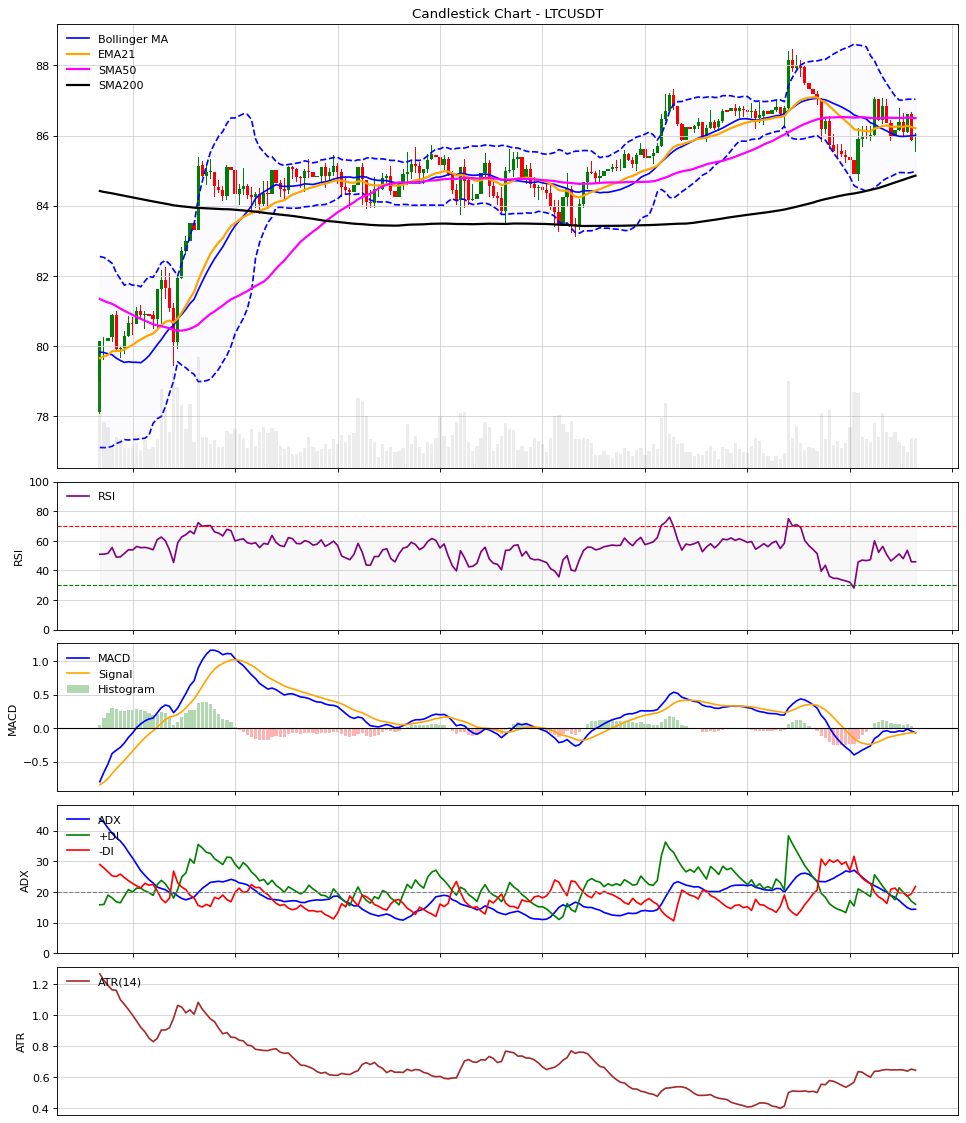 Candlestick Chart - LTCUSDT
Bollinger MA
EMA21
SMA50
SMA200
88
86
84
82
80
78
100
80
60
40
20
0
RSI
RSI
1.0
0.5
0.0
−0.5
MACD
MACD
Signal
Histogram
40
30
20
10
0
ADX
ADX
+DI
-DI
1.2
1.0
0.8
0.6
0.4
ATR
ATR(14)